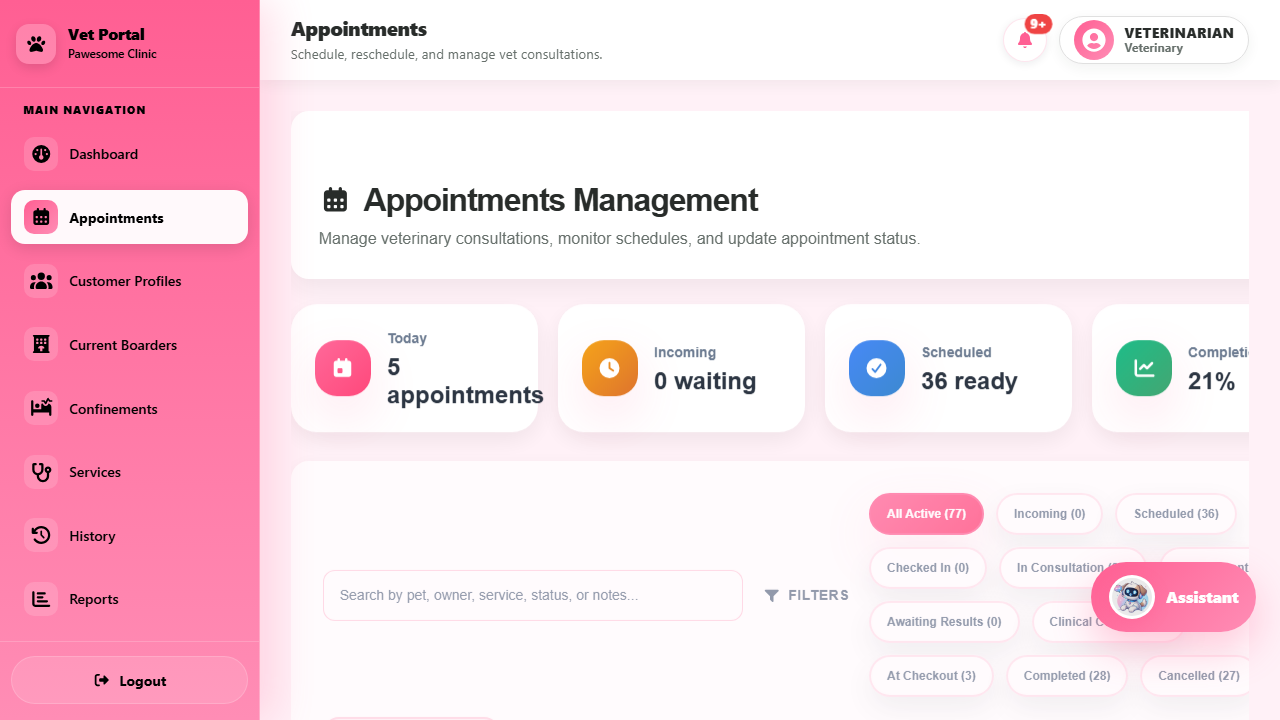 Vet Portal
Pawesome Clinic
MAIN NAVIGATION
Dashboard
Appointments
Customer Profiles
Current Boarders
Confinements
Services
History
Reports
Logout
Appointments
Schedule, reschedule, and manage vet consultations.
9+
VETERINARIAN
Veterinary
Appointments Management
Manage veterinary consultations, monitor schedules, and update appointment status.
Today
5
appointments
Incoming
0 waiting
Scheduled
36 ready
21%
Search by pet, owner, service, status, or notes...
FILTERS
All Active (77)
Incoming (0)
Scheduled (36)
Checked In (0)
In Consultation
Awaiting Results (0)
Clinical
At Checkout (3)
Completed (28)
Cancelled (27)
Assistant